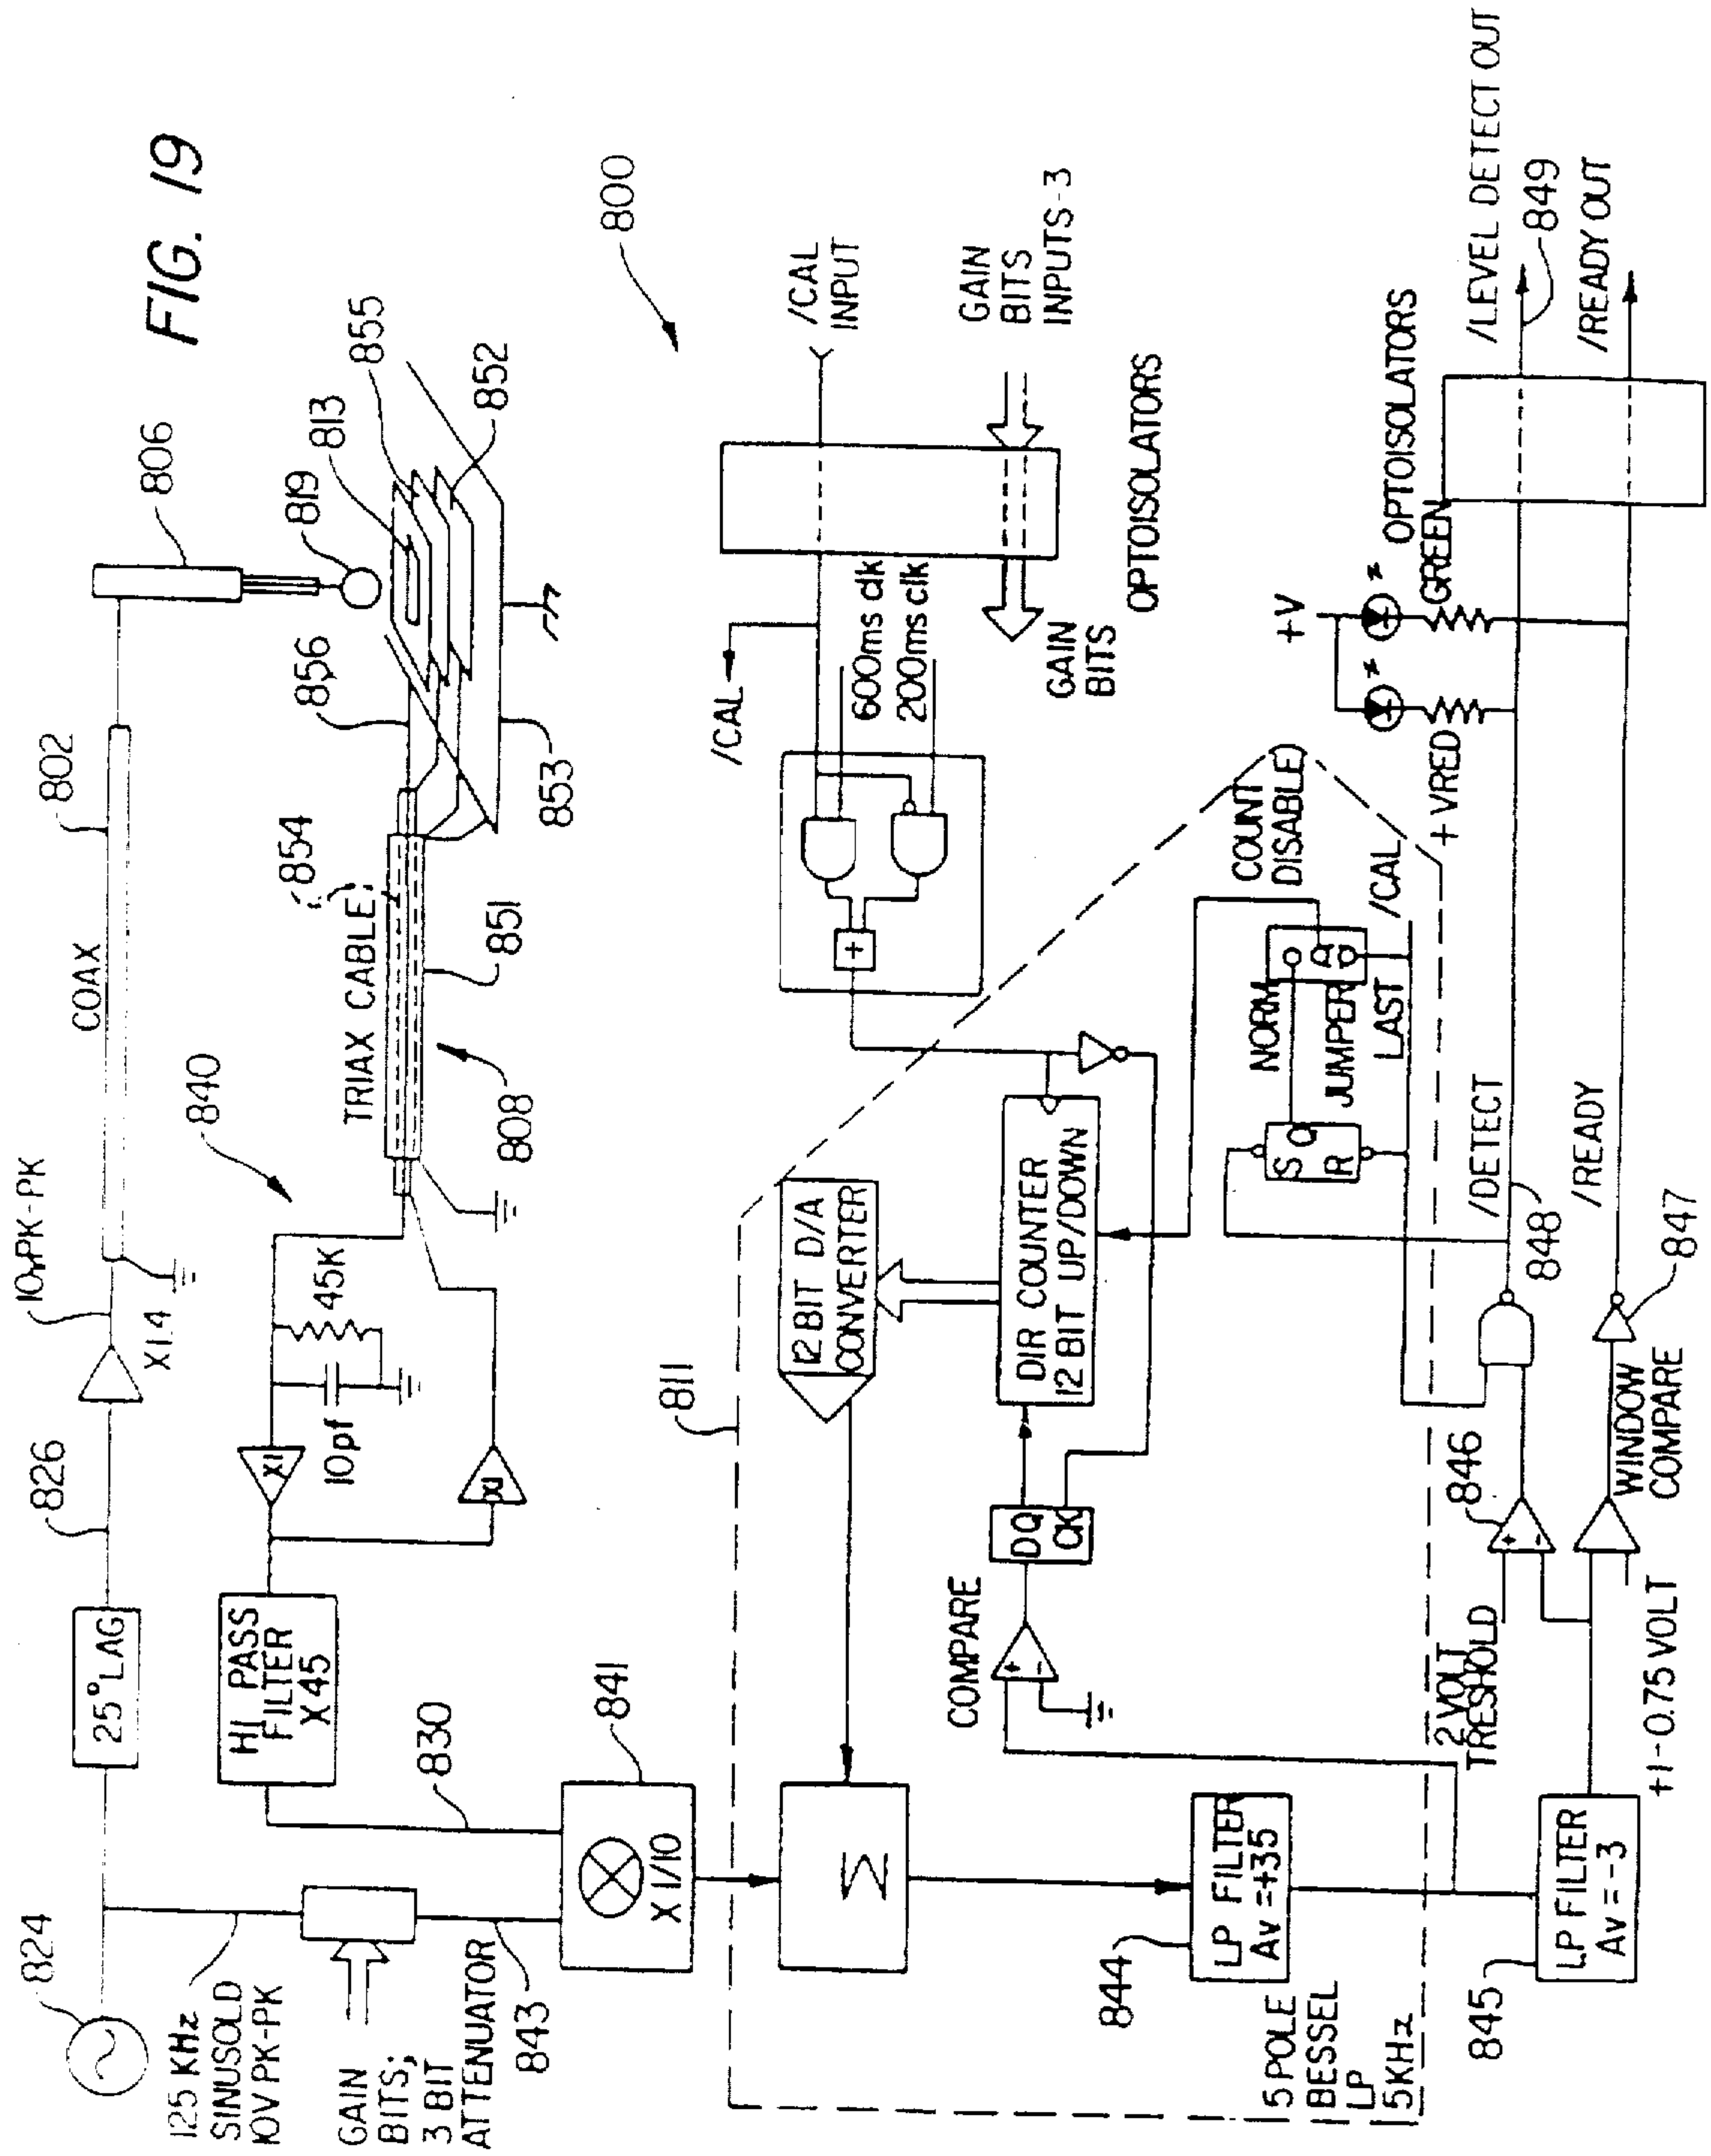 FIG. 19
824
125 KHz
SINUSOLD
10V PK-PK
25° LAG
826
X1.4
10vPK-PK
COAX
802
806
819
813
855
852
GAIN
BITS;
3 BIT
ATTENUATOR
843
HI PASS
FILTER
X45
830
X1
X1
10pf
45K
840
TRIAX CABLE;
854
808
851
856
853
841
X 1/10
800
811
Σ
12 BIT D/A
CONVERTER
/CAL
600ms clk
200ms clk
+
/CAL
INPUT
GAIN
BITS
INPUTS-3
GAIN
BITS
OPTOISOLATORS
COMPARE
+
-
DQ
CK
DIR COUNTER
12 BIT UP/DOWN
COUNT
DISABLE)
844
LP FILTER
Av =+35
5 POLE
BESSEL
LP
5KHz
S
Q
R
NORM
JUMPER
A
LAST
/CAL
+V
+VRED
GREEN
OPTOISOLATORS
845
LP FILTER
Av = -3
2 VOLT
TRESHOLD
+
-
846
/DETECT
848
/LEVEL DETECT OUT
849
+1-0.75 VOLT
WINDOW
COMPARE
847
/READY
/READY OUT